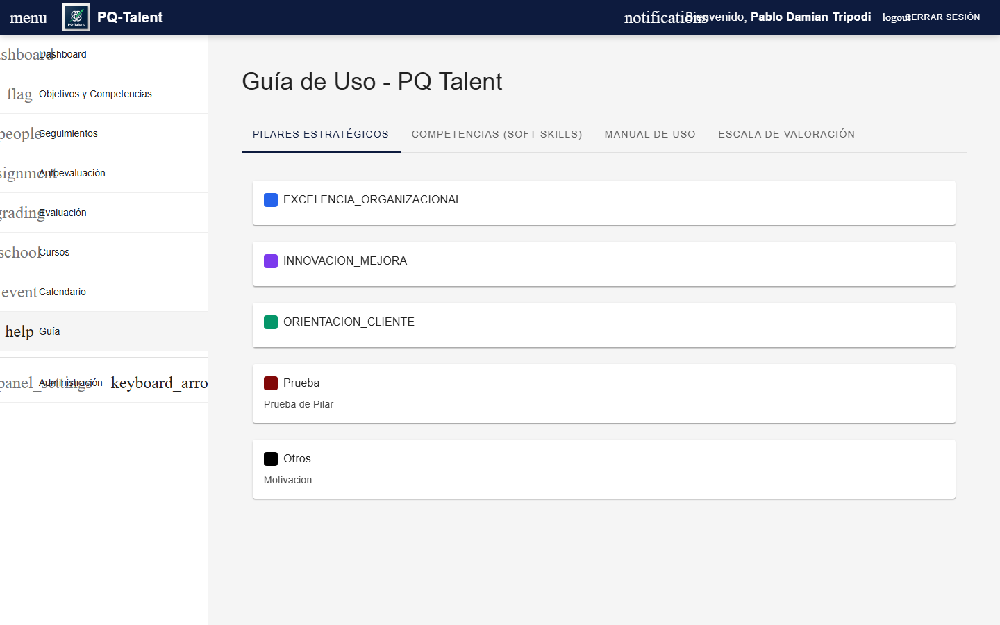 menu PQ-Talent notifications Bienvenido, Pablo Damian Tripodi logout CERRAR SESIÓN
shboard Dashboard
flag Objetivos y Competencias
people Seguimientos
signment Autoevaluación
grading Evaluación
school Cursos
event Calendario
help Guía
panel_settings Administración keyboard_arro
Guía de Uso - PQ Talent
PILARES ESTRATÉGICOS COMPETENCIAS (SOFT SKILLS) MANUAL DE USO ESCALA DE VALORACIÓN
EXCELENCIA_ORGANIZACIONAL
INNOVACION_MEJORA
ORIENTACION_CLIENTE
Prueba
Prueba de Pilar
Otros
Motivacion